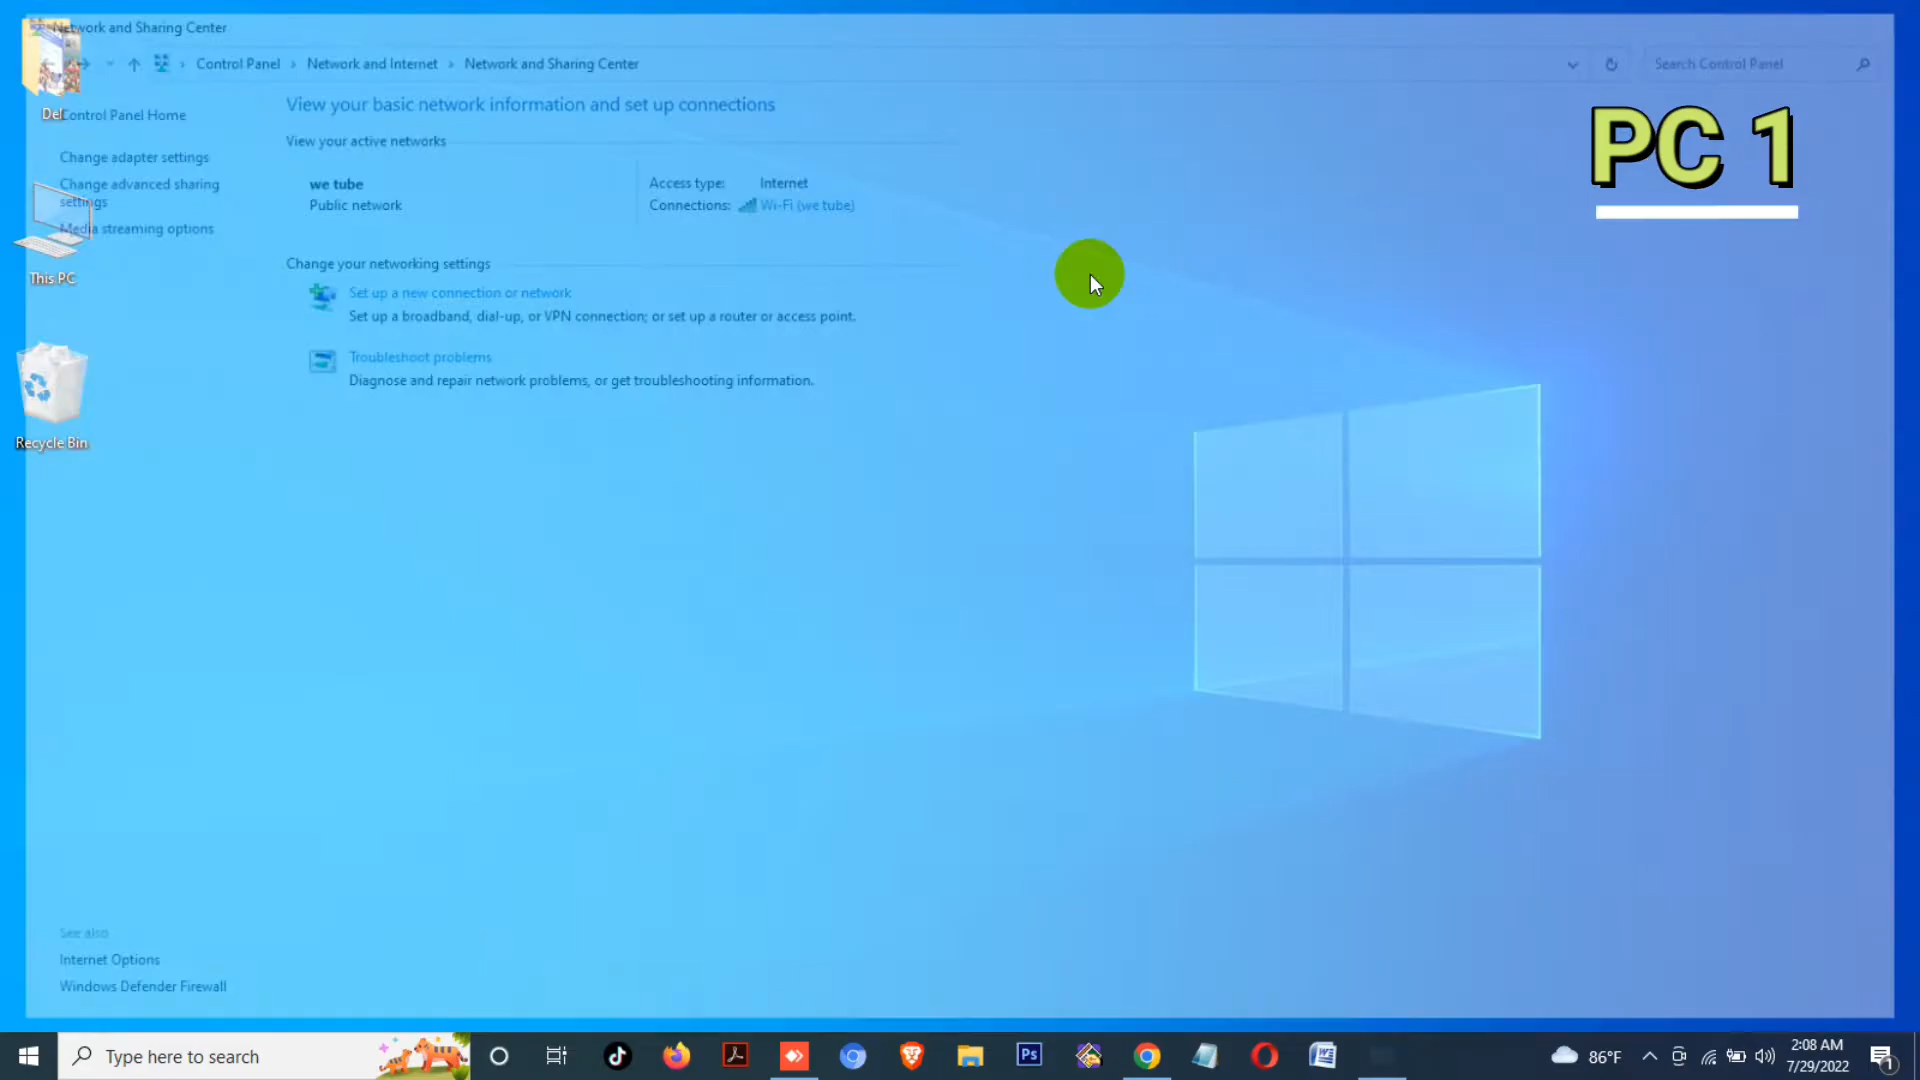 Network and Sharing Center
Control Panel › Network and Internet › Network and Sharing Center
Search Control Panel
Control Panel Home
Change adapter settings
Change advanced sharing
settings
Media streaming options
View your basic network information and set up connections
View your active networks
we tube
Public network
Access type: Internet
Connections: Wi-Fi (we tube)
Change your networking settings
Set up a new connection or network
Set up a broadband, dial-up, or VPN connection; or set up a router or access point.
Troubleshoot problems
Diagnose and repair network problems, or get troubleshooting information.
See also
Internet Options
Windows Defender Firewall
PC 1
This PC
Recycle Bin
Type here to search
Ps
86°F
2:08 AM
7/29/2022
1